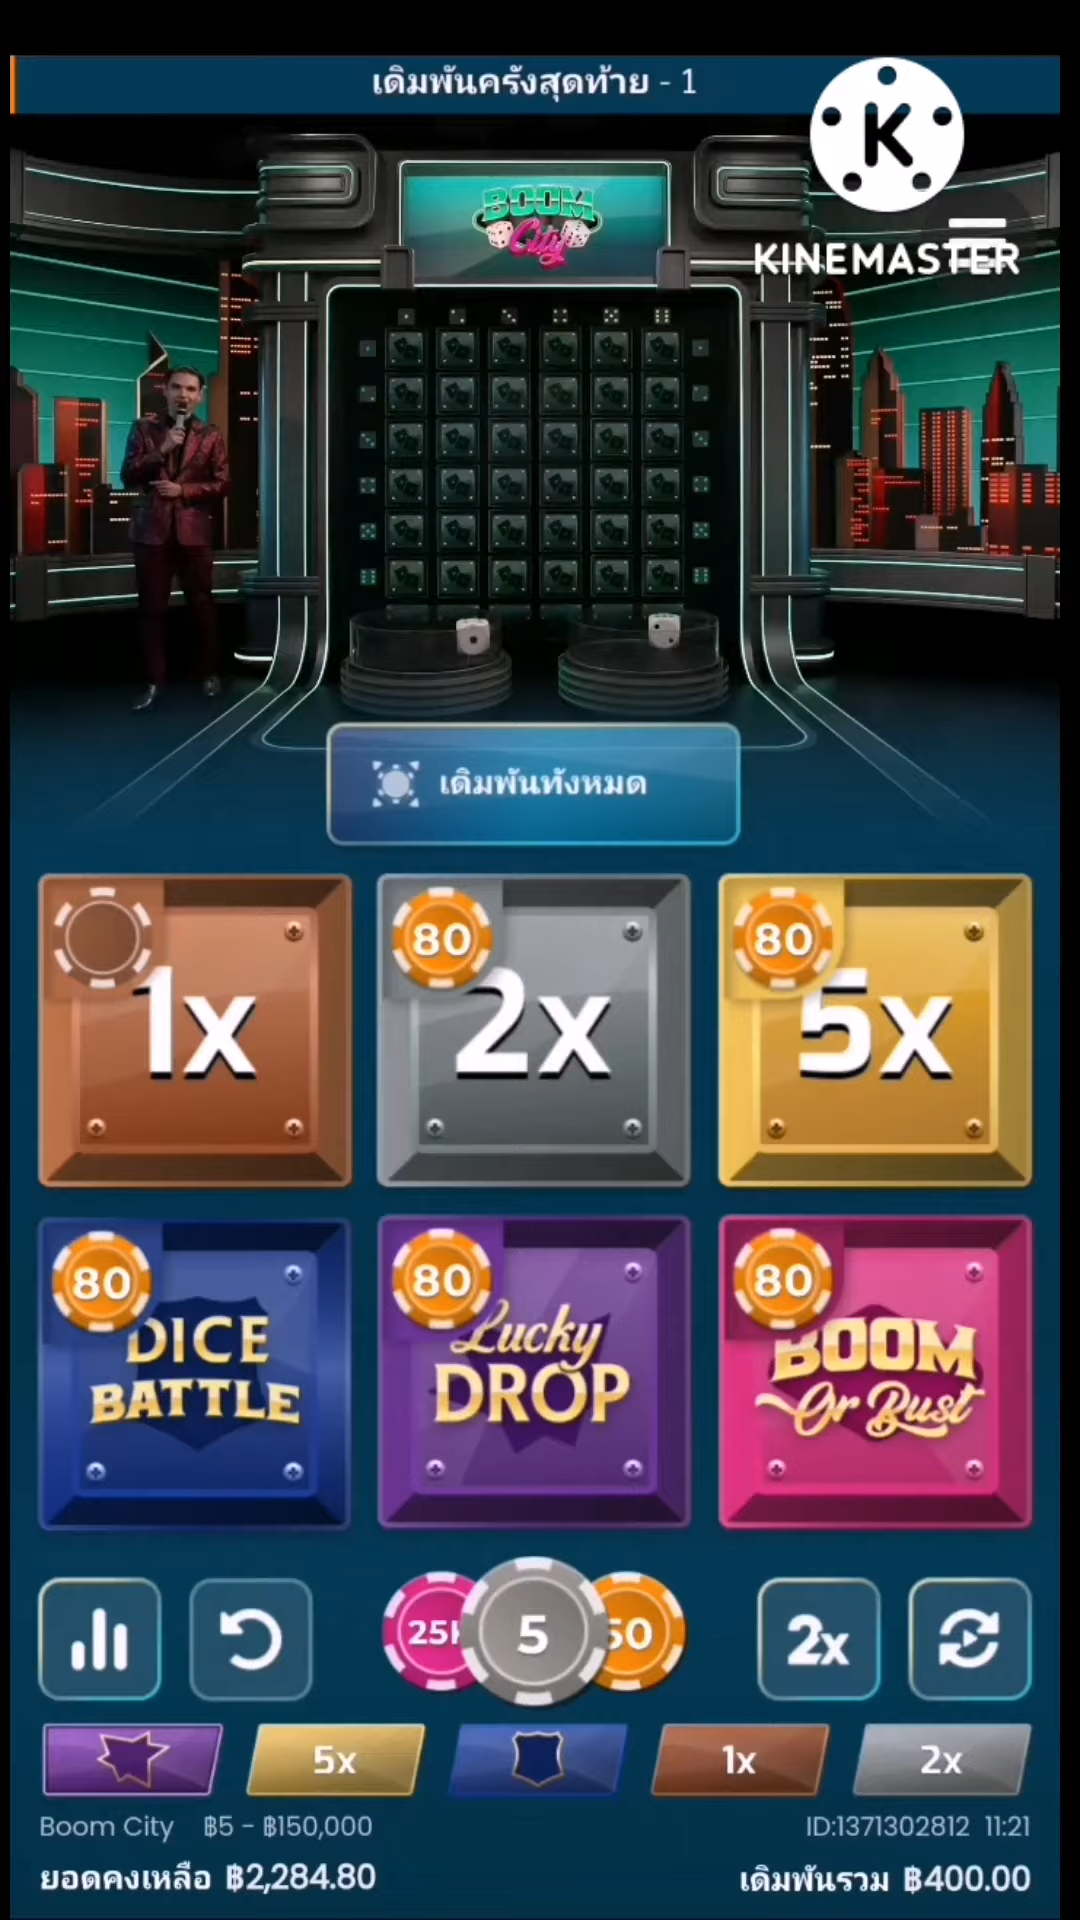 เดิมพันครั้งสุดท้าย - 1
K
KINEMASTER
BOOM
City
เดิมพันทั้งหมด
1x
80
2x
80
5x
80
DICE
BATTLE
80
Lucky
DROP
80
BOOM
Or Bust
25K
5
50
2x
5x
1x
2x
Boom City ฿5 - ฿150,000
ID:1371302812 11:21
ยอดคงเหลือ ฿2,284.80
เดิมพันรวม ฿400.00